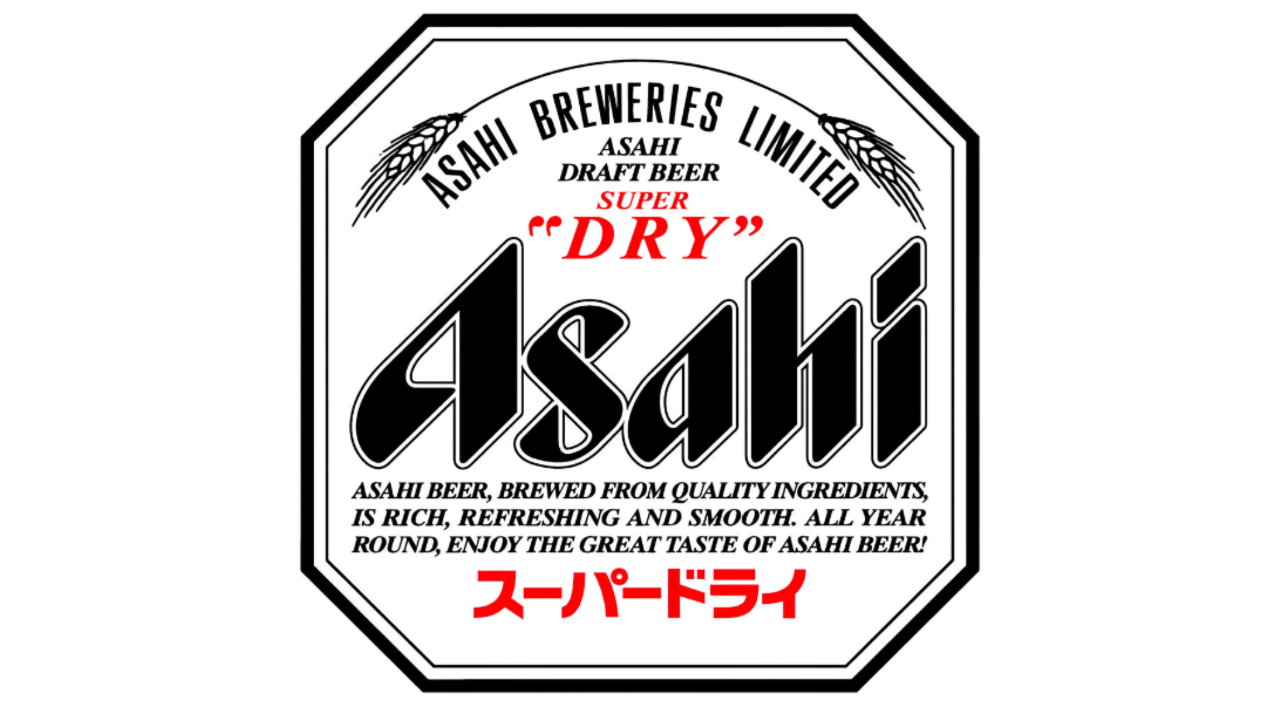 ASAHI BREWERIES LIMITED
ASAHI
DRAFT BEER
SUPER
“DRY”
Asahi
ASAHI BEER, BREWED FROM QUALITY INGREDIENTS,
IS RICH, REFRESHING AND SMOOTH. ALL YEAR
ROUND, ENJOY THE GREAT TASTE OF ASAHI BEER!
スーパードライ